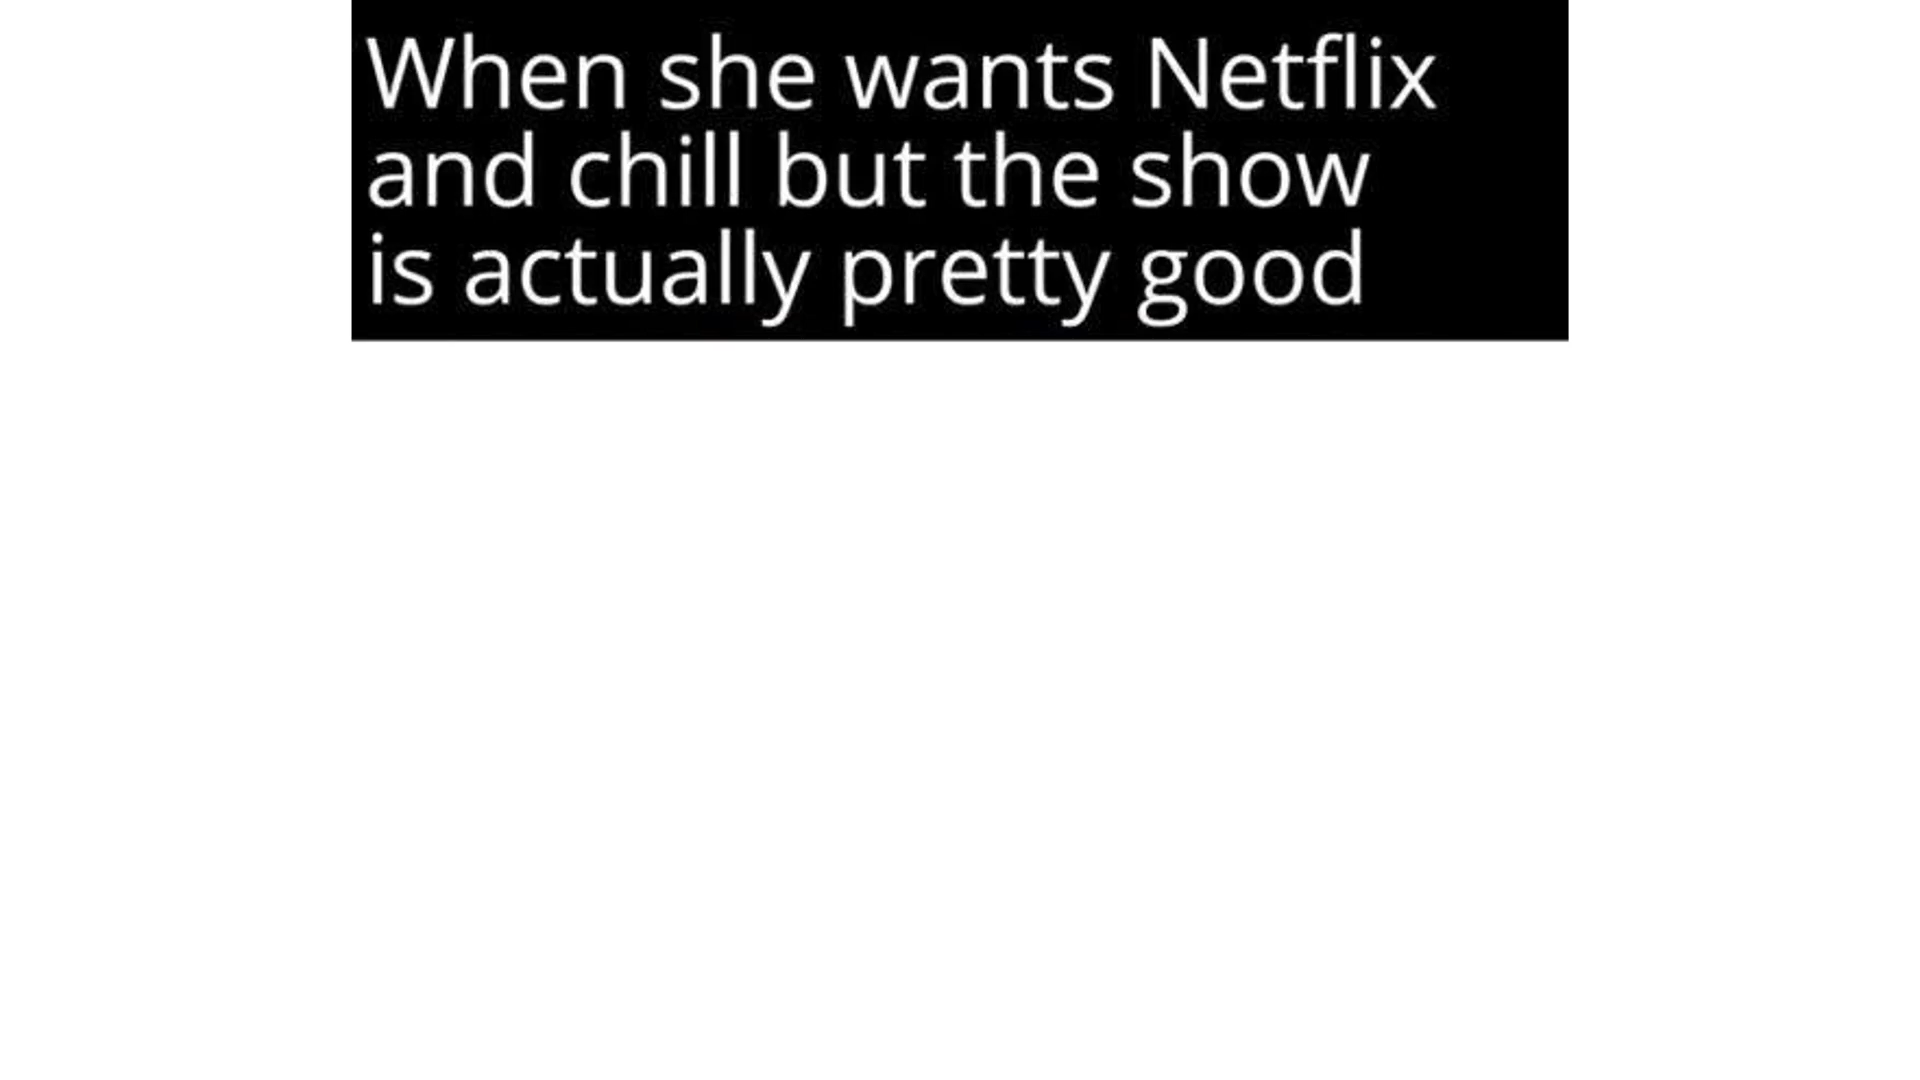 When she wants Netflix
and chill but the show
is actually pretty good